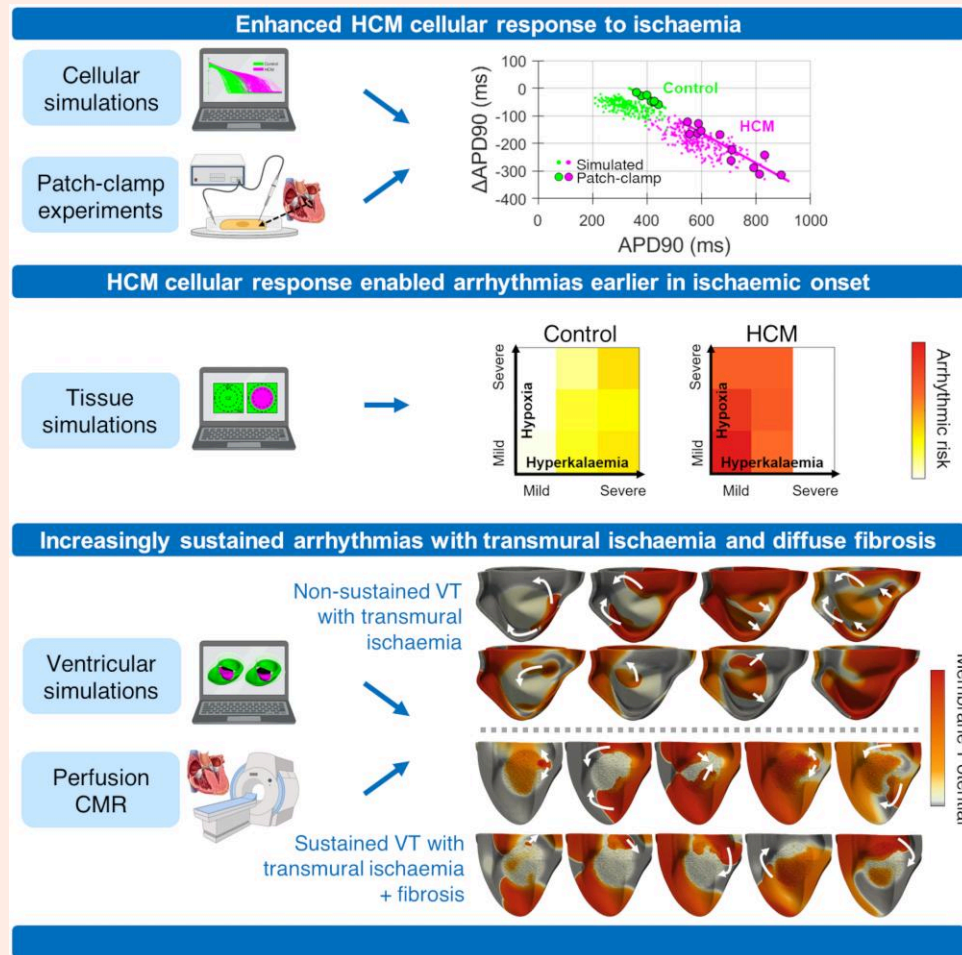 Enhanced HCM cellular response to ischaemia
Cellular
simulations
Control
HCM
Patch-clamp
experiments
100
0
-100
-200
-300
-400
ΔAPD90 (ms)
Control
HCM
Simulated
Patch-clamp
0
200
400
600
800
1000
APD90 (ms)
HCM cellular response enabled arrhythmias earlier in ischaemic onset
Tissue
simulations
Control
Severe
Mild
Hypoxia
Hyperkalaemia
Mild
Severe
HCM
Severe
Mild
Hypoxia
Hyperkalaemia
Mild
Severe
Arrhythmic risk
Increasingly sustained arrhythmias with transmural ischaemia and diffuse fibrosis
Non-sustained VT
with transmural
ischaemia
Ventricular
simulations
Perfusion
CMR
Sustained VT with
transmural ischaemia
+ fibrosis